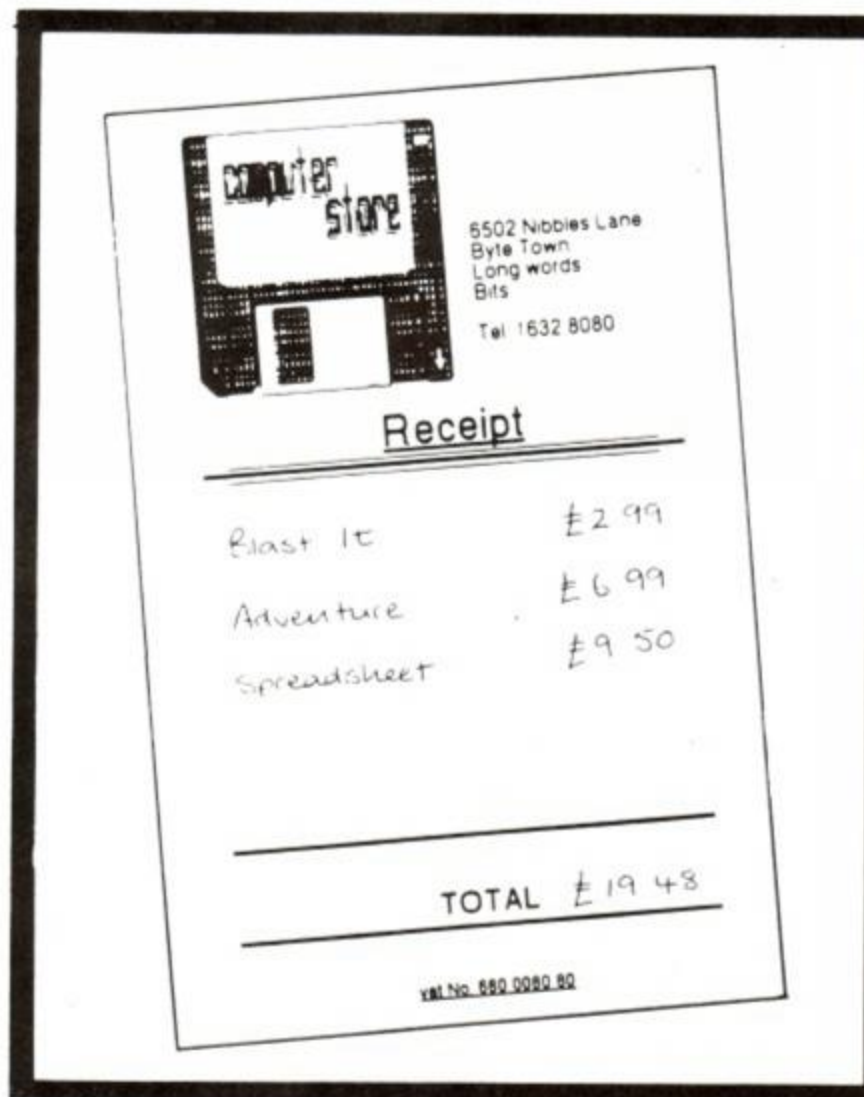 computer
store
6502 Nibbles Lane
Byte Town
Long words
Bits
Tel 1632 8080
Receipt
Blast It £2 99
Adventure £6 99
Spreadsheet £9 50
TOTAL £19 48
vat No. 680 0080 80